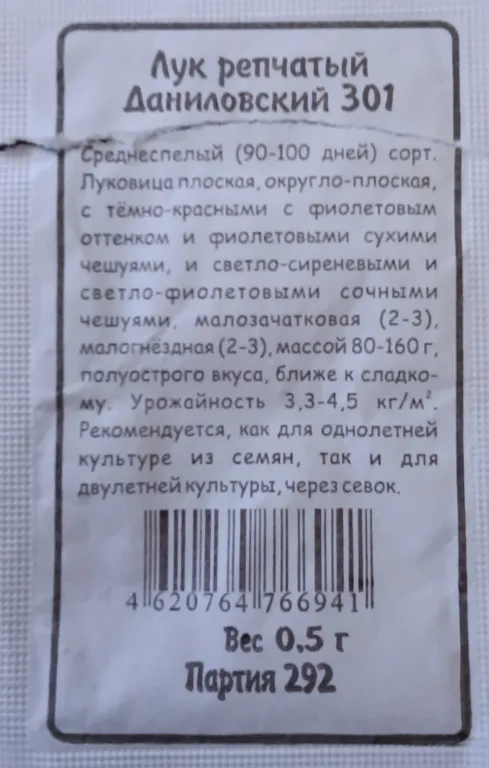 Лук репчатый
Даниловский 301
Среднеспелый (90-100 дней) сорт.
Луковица плоская, округло-плоская,
с тёмно-красными с фиолетовым
оттенком и фиолетовыми сухими
чешуями, и светло-сиреневыми и
светло-фиолетовыми сочными
чешуями, малозачатковая (2-3),
малогнёздная (2-3), массой 80-160 г,
полуострого вкуса, ближе к сладко-
му. Урожайность 3,3-4,5 кг/м².
Рекомендуется, как для однолетней
культуре из семян, так и для
двулетней культуры, через севок.
4 620764 766941
Вес 0,5 г
Партия 292